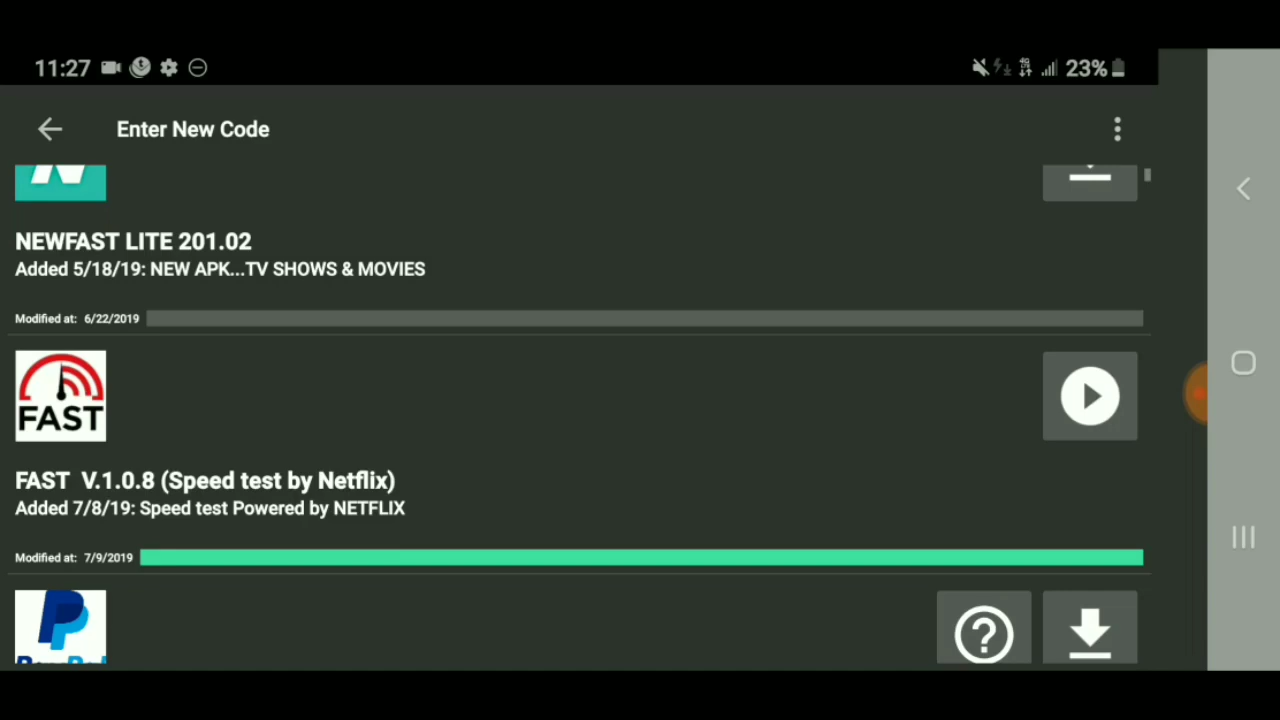 11:27
4G
23%
Enter New Code
NEWFAST LITE 201.02
Added 5/18/19: NEW APK...TV SHOWS & MOVIES
Modified at: 6/22/2019
FAST
FAST V.1.0.8 (Speed test by Netflix)
Added 7/8/19: Speed test Powered by NETFLIX
Modified at: 7/9/2019